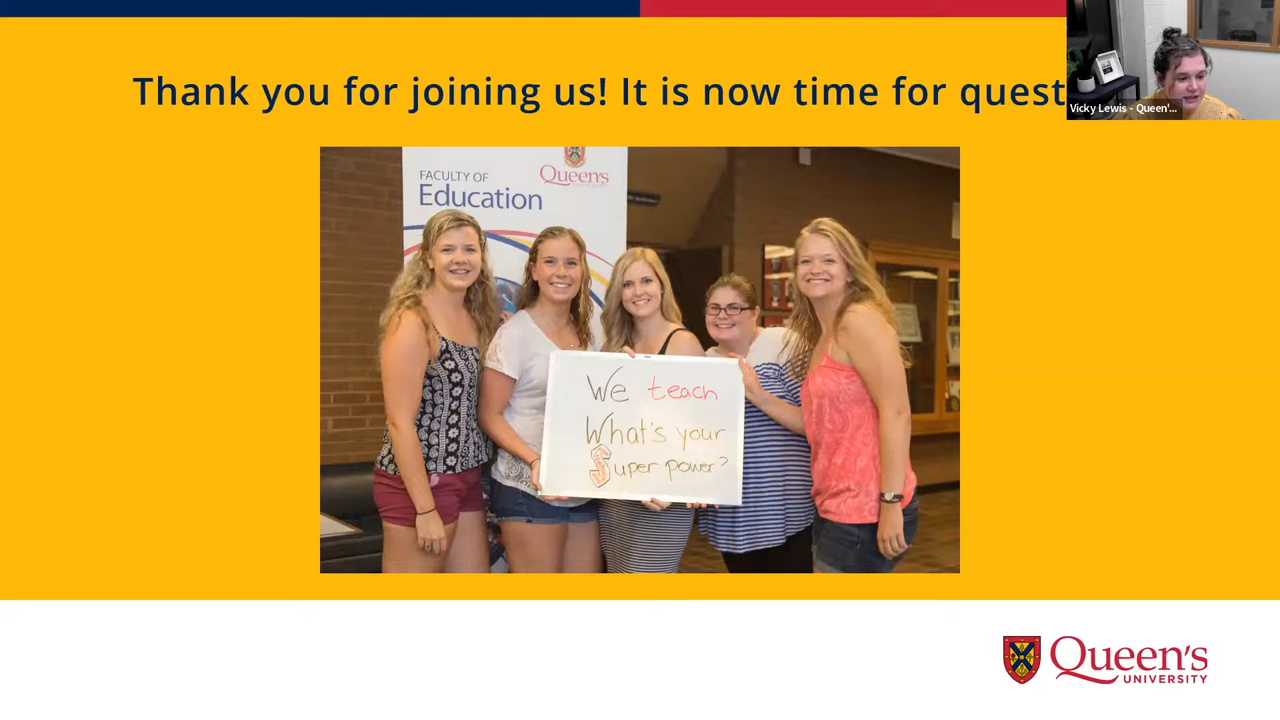 Thank you for joining us! It is now time for quest
Vicky Lewis - Queen'...
FACULTY OF
Education
Queen's
UNIVERSITY
We teach
What's your
Super power?
Queen's
UNIVERSITY